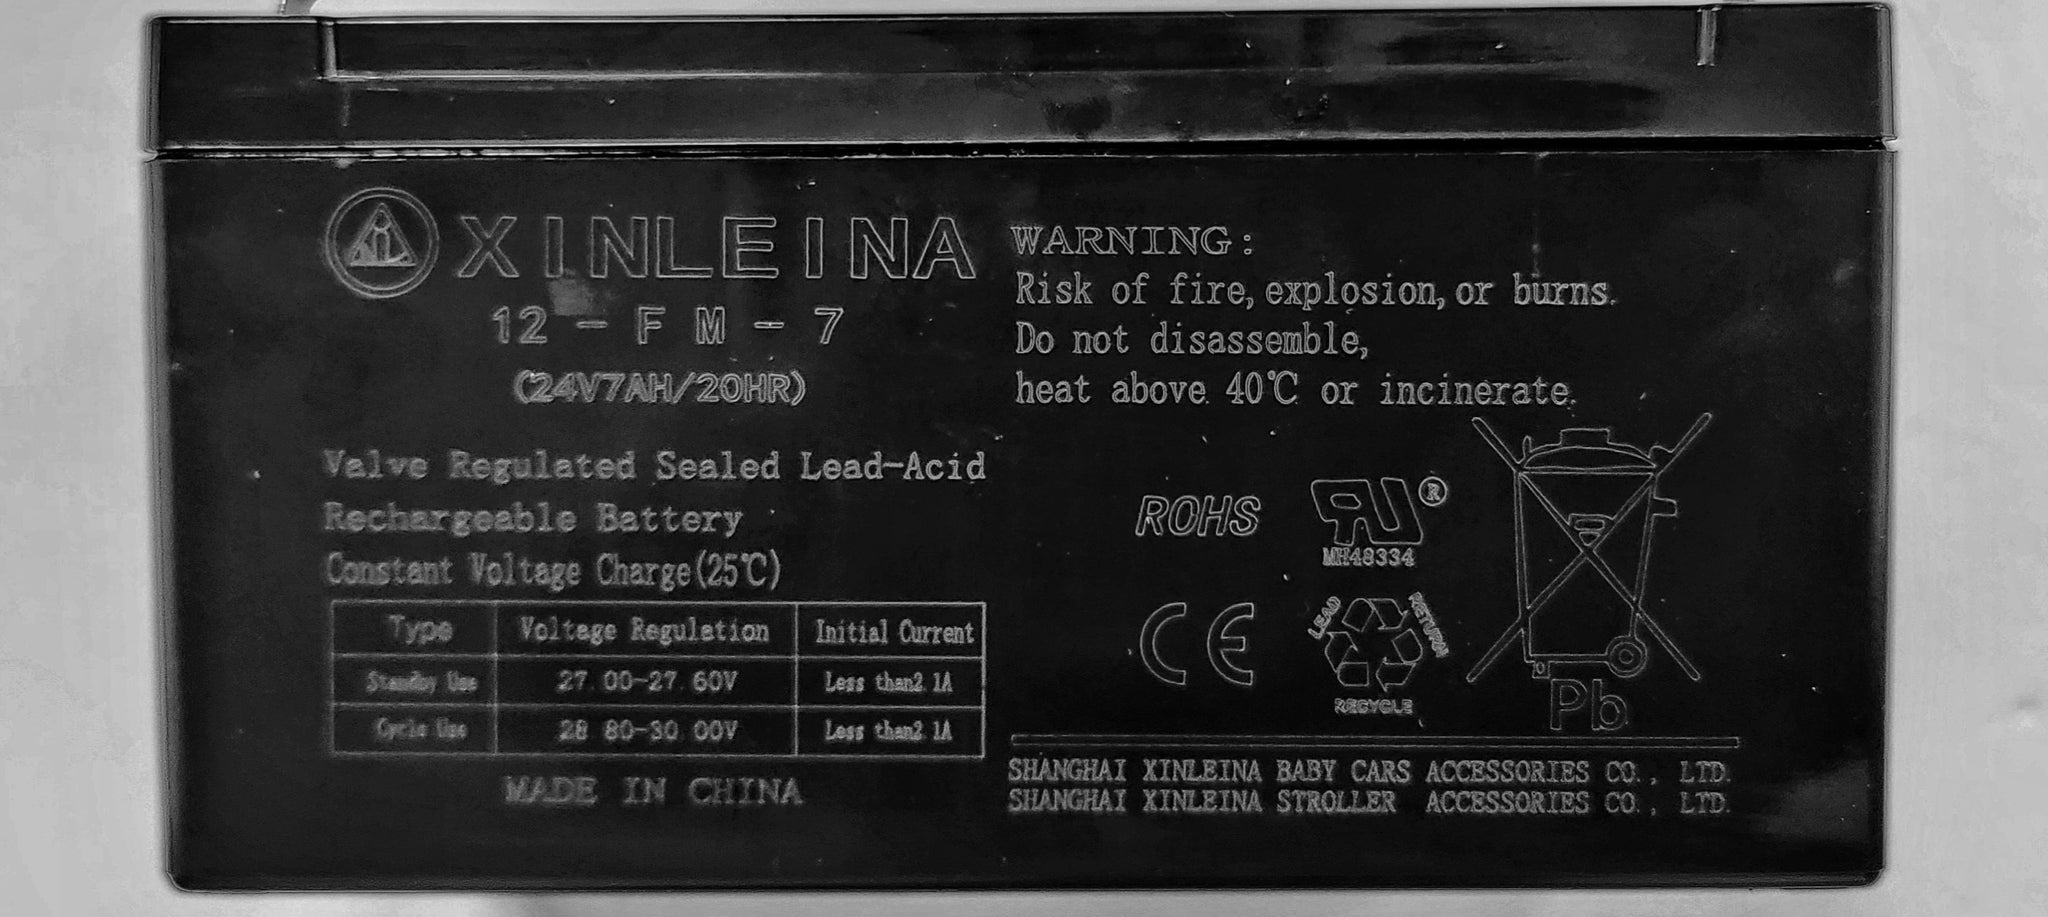 XINLEINA
12-FM-7
(24V7AH/20HR)
Valve Regulated Sealed Lead-Acid
Rechargeable Battery
Constant Voltage Charge(25℃)
Type Voltage Regulation Initial Current
Standby Use 27.00-27.60V Less than2.1A
Cycle Use 28.80-30.00V Less than2.1A
MADE IN CHINA
WARNING:
Risk of fire, explosion, or burns.
Do not disassemble,
heat above 40℃ or incinerate.
ROHS
RU®
MH48334
CE
LEAD RETURN
RECYCLE
Pb
SHANGHAI XINLEINA BABY CARS ACCESSORIES CO., LTD.
SHANGHAI XINLEINA STROLLER ACCESSORIES CO., LTD.